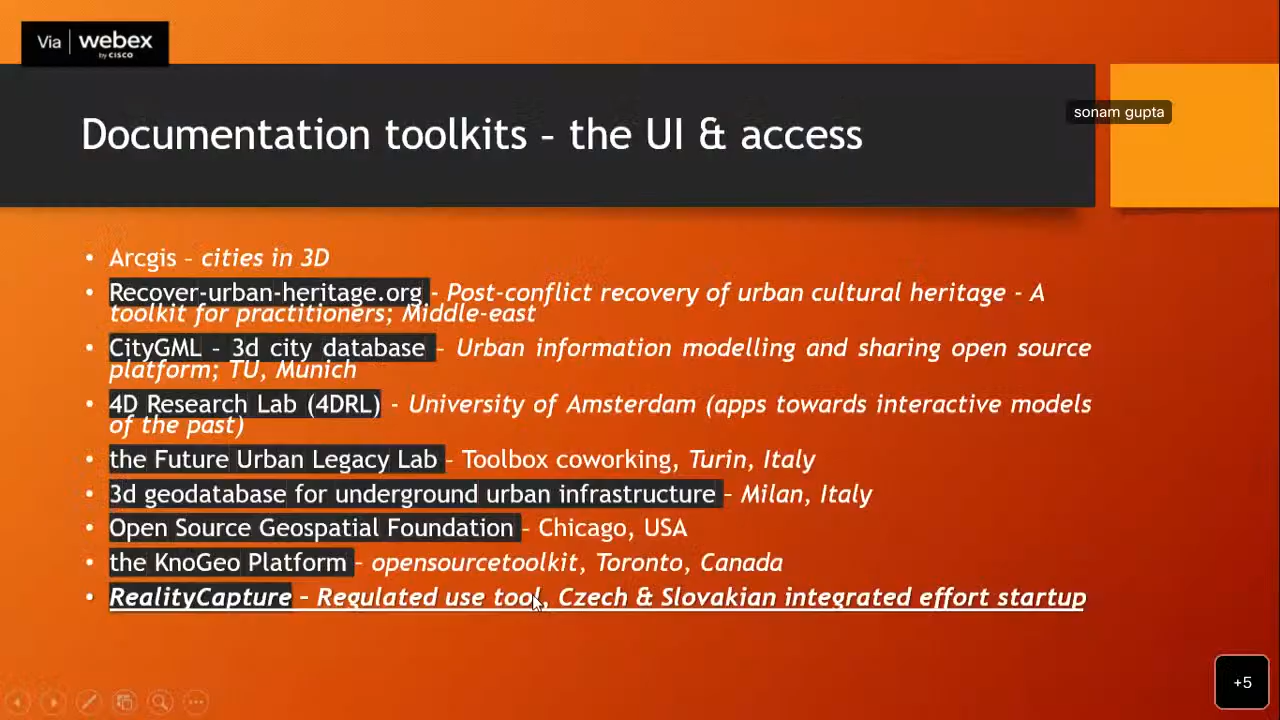 Via | webex
by CISCO
sonam gupta
Documentation toolkits – the UI & access
• Arcgis – cities in 3D
• Recover-urban-heritage.org - Post-conflict recovery of urban cultural heritage - A
toolkit for practitioners; Middle-east
• CityGML – 3d city database – Urban information modelling and sharing open source
platform; TU, Munich
• 4D Research Lab (4DRL) - University of Amsterdam (apps towards interactive models
of the past)
• the Future Urban Legacy Lab – Toolbox coworking, Turin, Italy
• 3d geodatabase for underground urban infrastructure – Milan, Italy
• Open Source Geospatial Foundation – Chicago, USA
• the KnoGeo Platform – opensourcetoolkit, Toronto, Canada
• RealityCapture – Regulated use tool, Czech & Slovakian integrated effort startup
+5